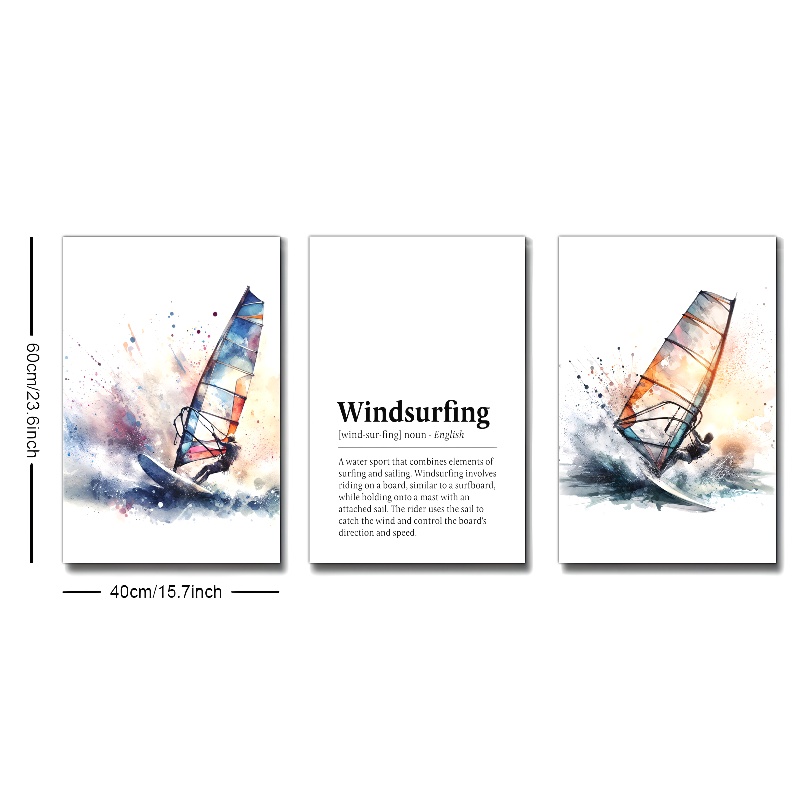 60cm/23.6inch
Windsurfing
[wind-sur-fing] noun - English
A water sport that combines elements of
surfing and sailing. Windsurfing involves
riding on a board, similar to a surfboard,
while holding onto a mast with an
attached sail. The rider uses the sail to
catch the wind and control the board's
direction and speed.
40cm/15.7inch